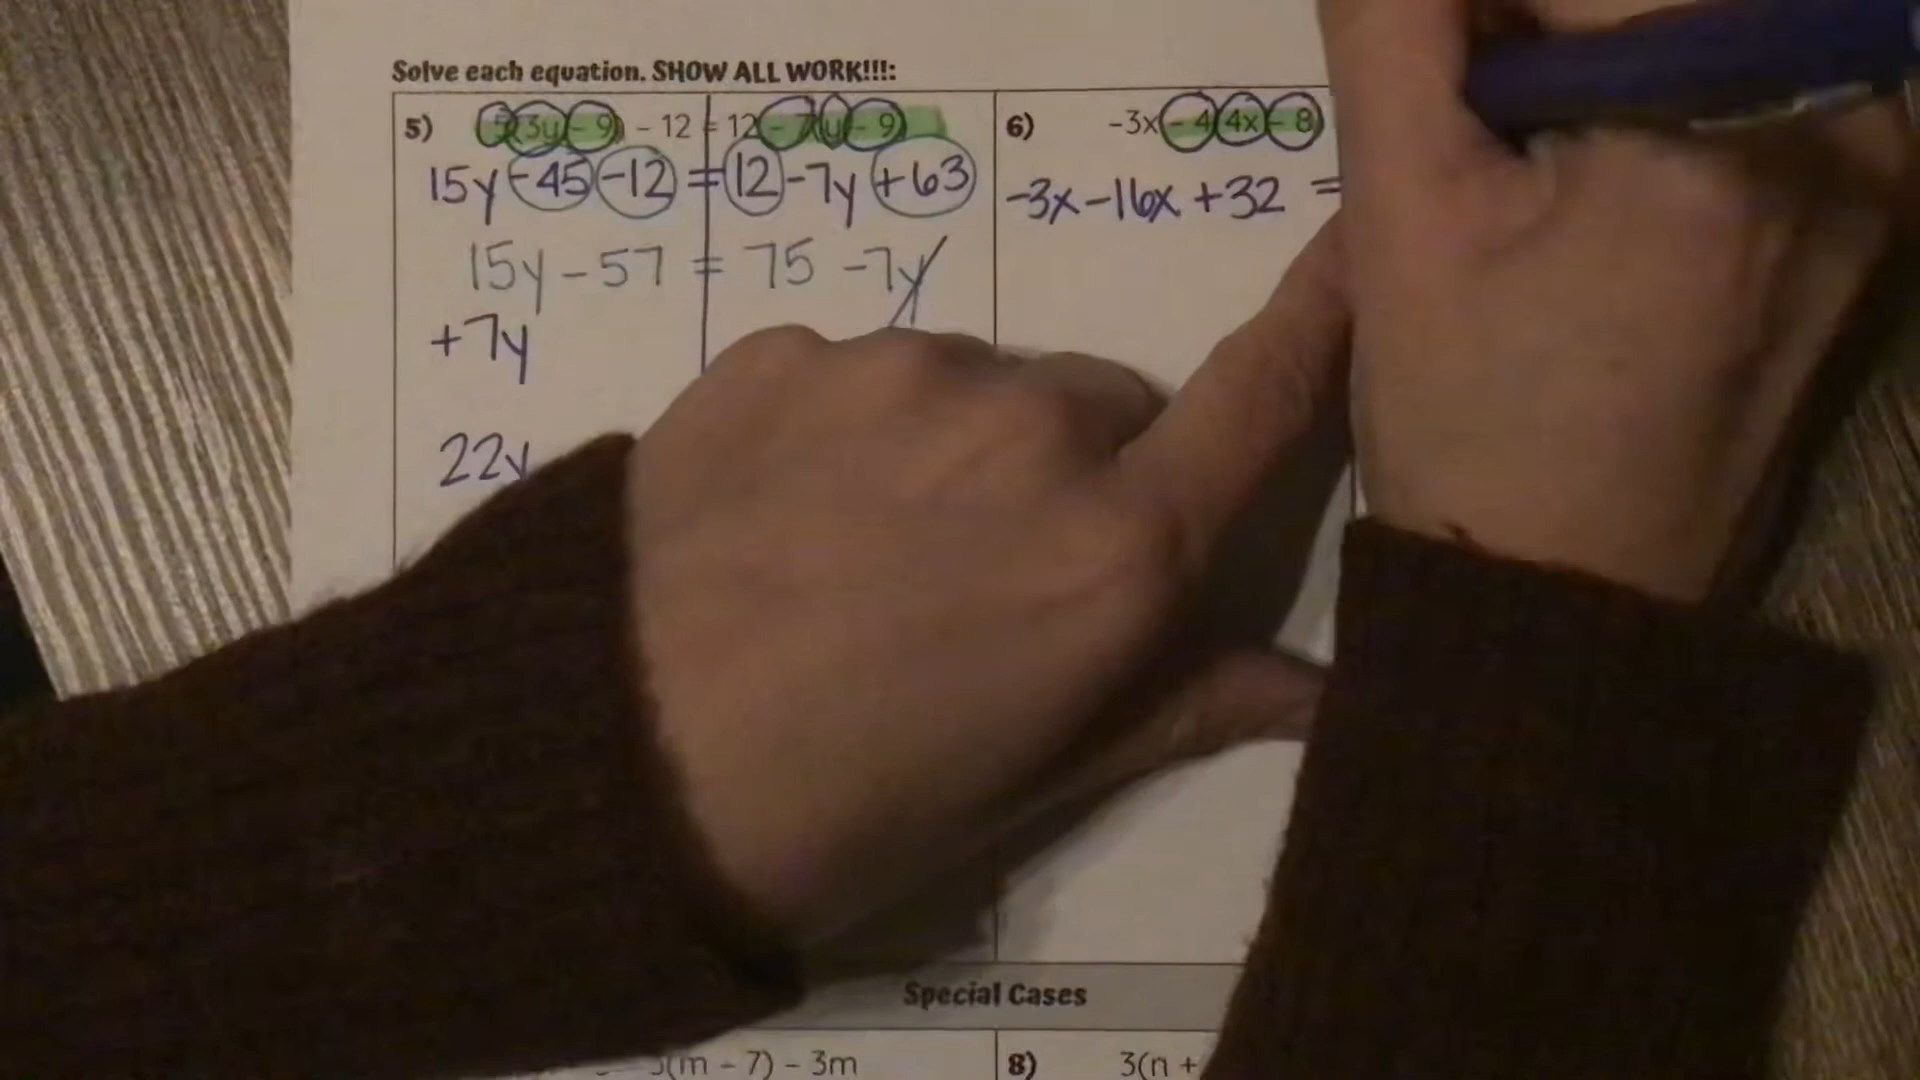 Solve each equation. SHOW ALL WORK!!!:
5) 5(3y - 9) - 12 = 12 - 7(y - 9)
15y -45 -12 = 12 -7y +63
15y -57 = 75 -7y
+7y
22y
6) -3x - 4(4x - 8)
-3x -16x +32 =
Special Cases
(m - 7) - 3m
8) 3(n +